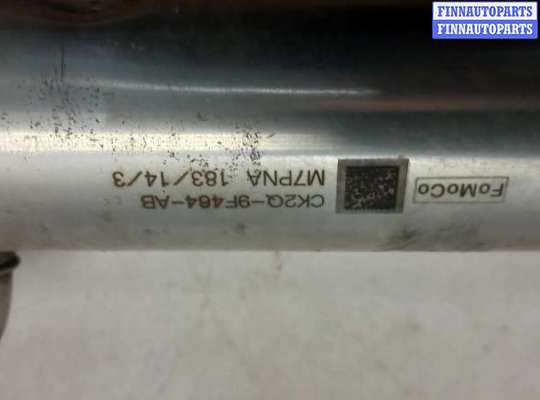 FINNAUTOPARTS
FINNAUTOPARTS
FoMoCo
CK2Q-9F464-AB
M7PNA 183/14/3